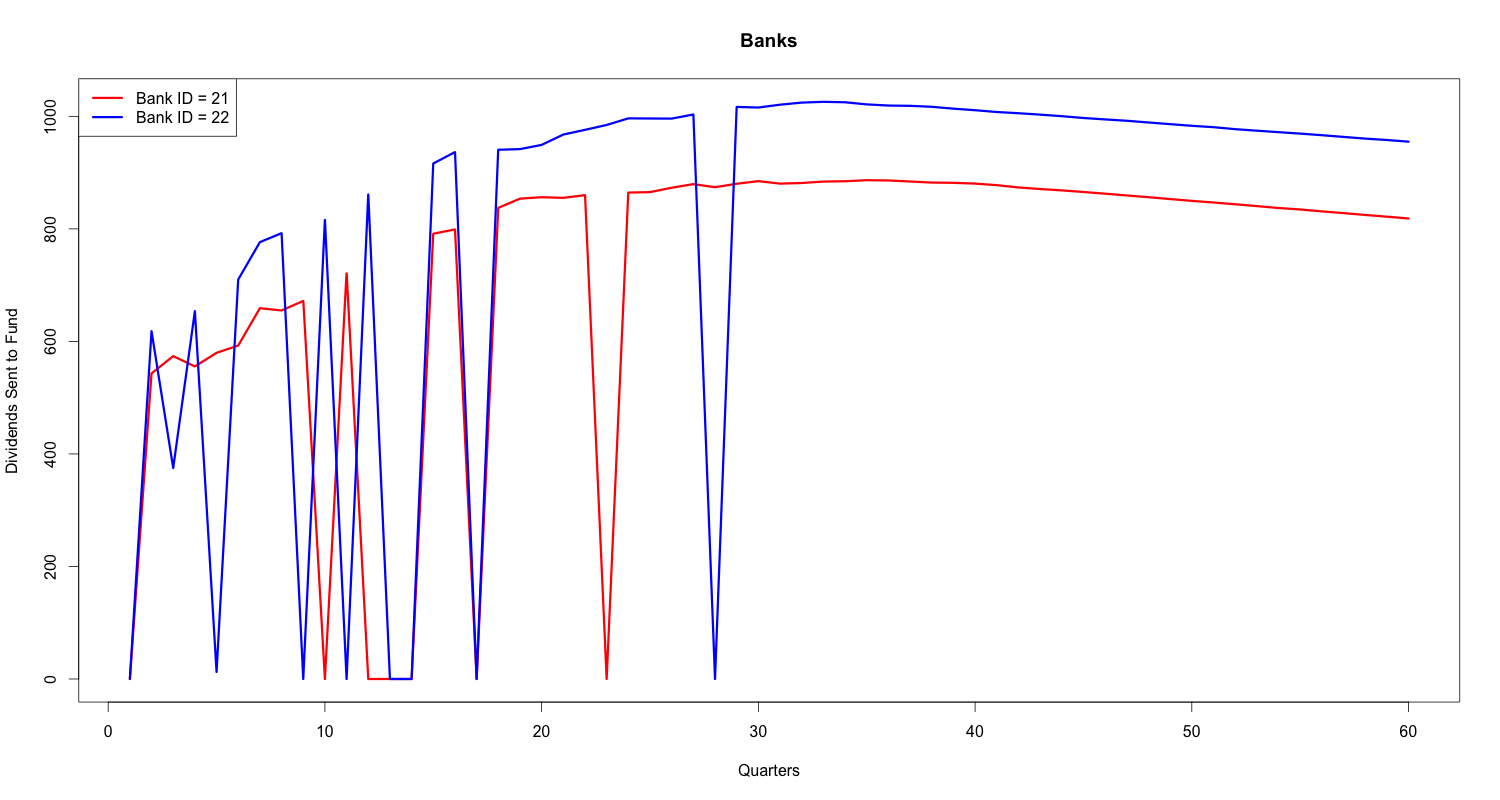 Banks
Bank ID = 21
Bank ID = 22
Dividends Sent to Fund
1000
800
600
400
200
0
0 10 20 30 40 50 60
Quarters